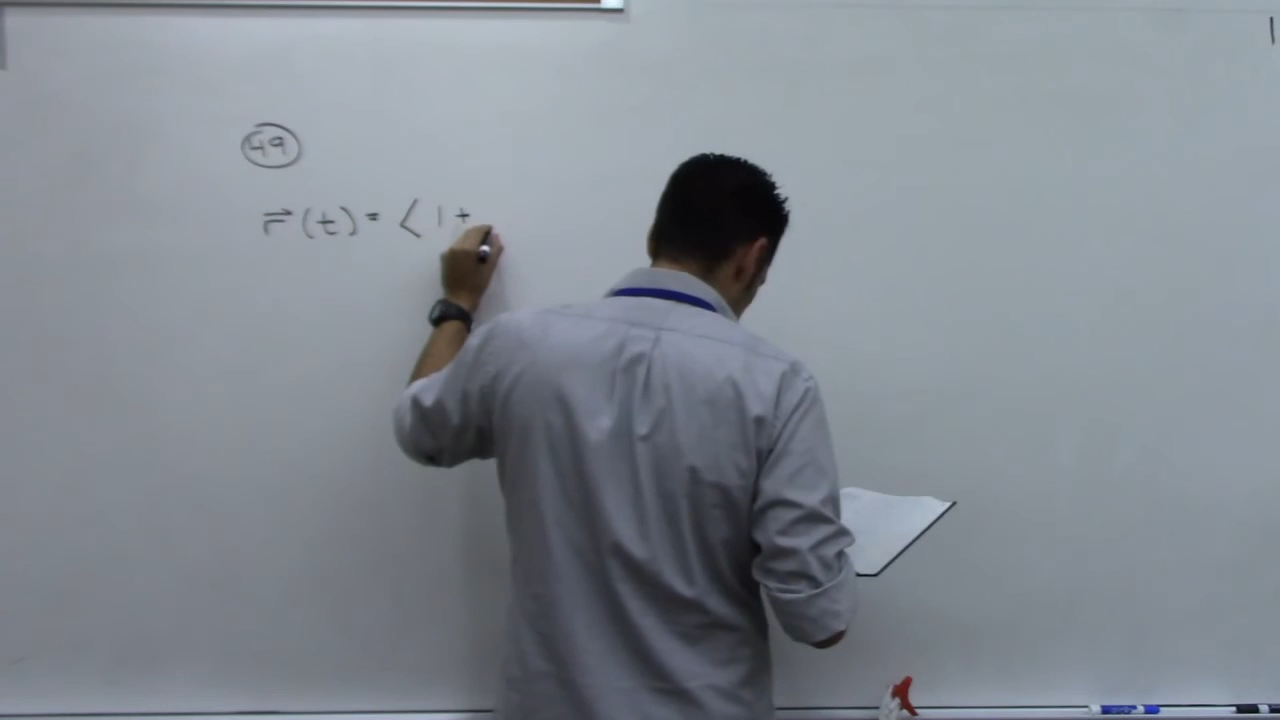 49
r⃗(t) = ⟨ 1 +